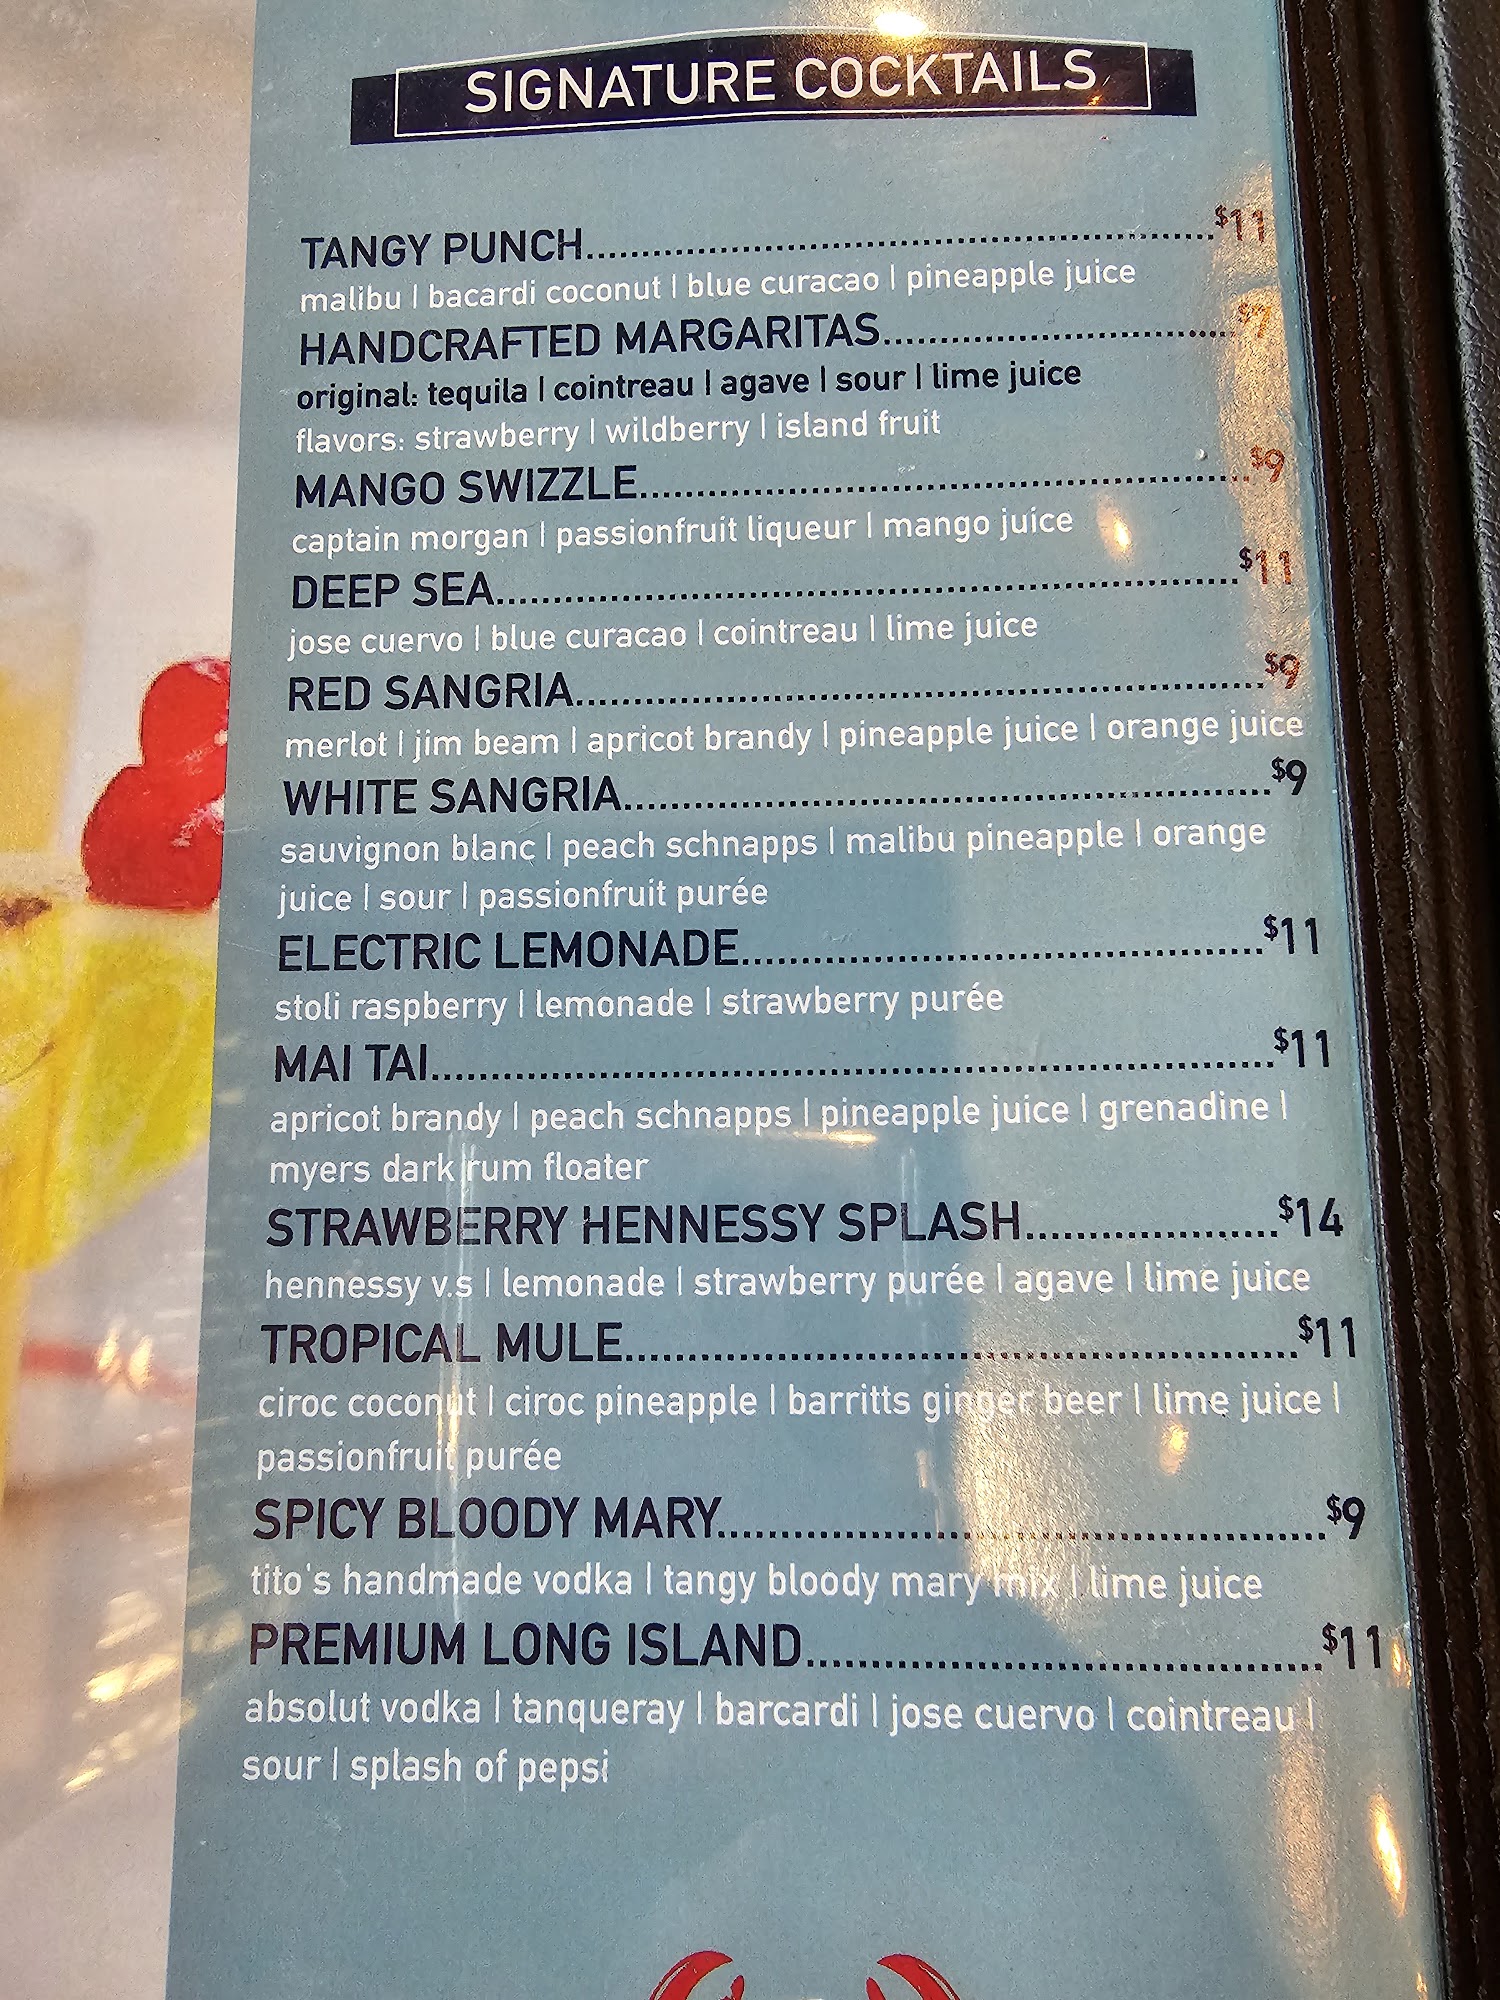 SIGNATURE COCKTAILS
TANGY PUNCH........................................................$11
malibu | bacardi coconut | blue curacao | pineapple juice
HANDCRAFTED MARGARITAS................................$7
original: tequila | cointreau | agave | sour | lime juice
flavors: strawberry | wildberry | island fruit
MANGO SWIZZLE.....................................................$9
captain morgan | passionfruit liqueur | mango juice
DEEP SEA................................................................$11
jose cuervo | blue curacao | cointreau | lime juice
RED SANGRIA...........................................................$9
merlot | jim beam | apricot brandy | pineapple juice | orange juice
WHITE SANGRIA.......................................................$9
sauvignon blanc | peach schnapps | malibu pineapple | orange
juice | sour | passionfruit purée
ELECTRIC LEMONADE.............................................$11
stoli raspberry | lemonade | strawberry purée
MAI TAI....................................................................$11
apricot brandy | peach schnapps | pineapple juice | grenadine |
myers dark rum floater
STRAWBERRY HENNESSY SPLASH....................$14
hennessy v.s | lemonade | strawberry purée | agave | lime juice
TROPICAL MULE.....................................................$11
ciroc coconut | ciroc pineapple | barritts ginger beer | lime juice |
passionfruit purée
SPICY BLOODY MARY................................................$9
tito's handmade vodka | tangy bloody mary mix | lime juice
PREMIUM LONG ISLAND.........................................$11
absolut vodka | tanqueray | barcardi | jose cuervo | cointreau |
sour | splash of pepsi